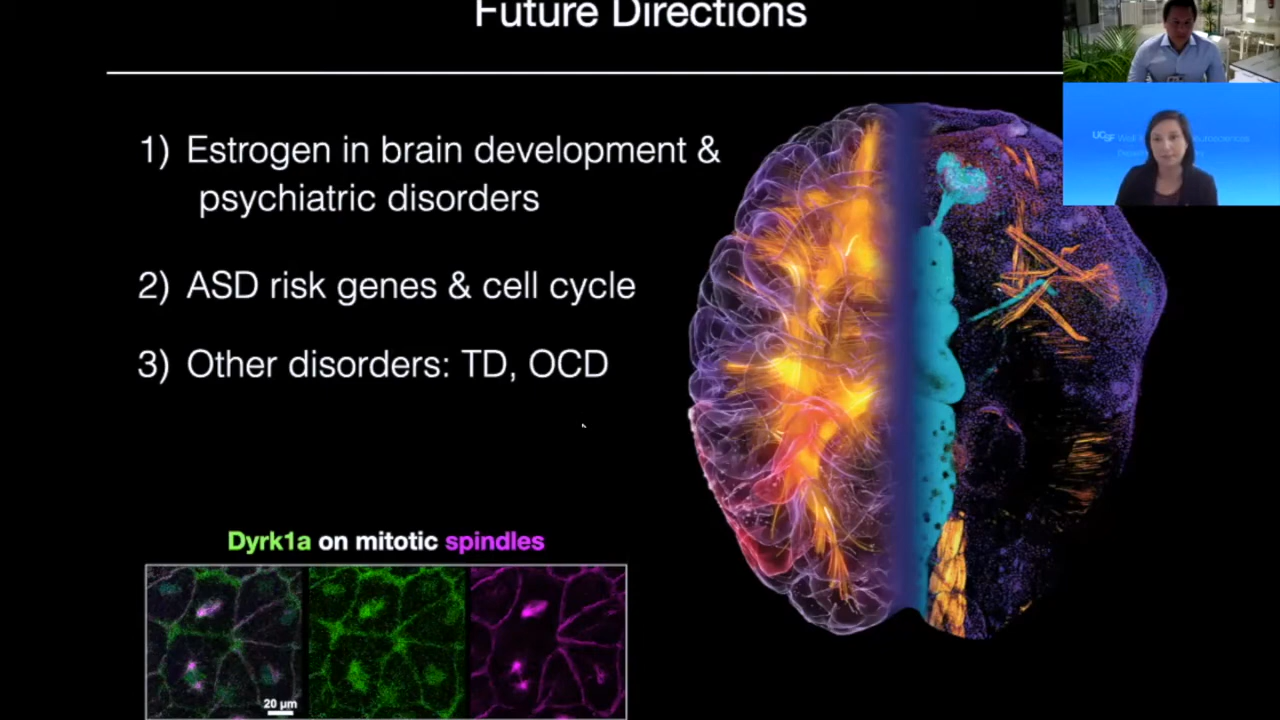 Future Directions
1) Estrogen in brain development &
psychiatric disorders
2) ASD risk genes & cell cycle
3) Other disorders: TD, OCD
Dyrk1a on mitotic spindles
20 µm
UCSF